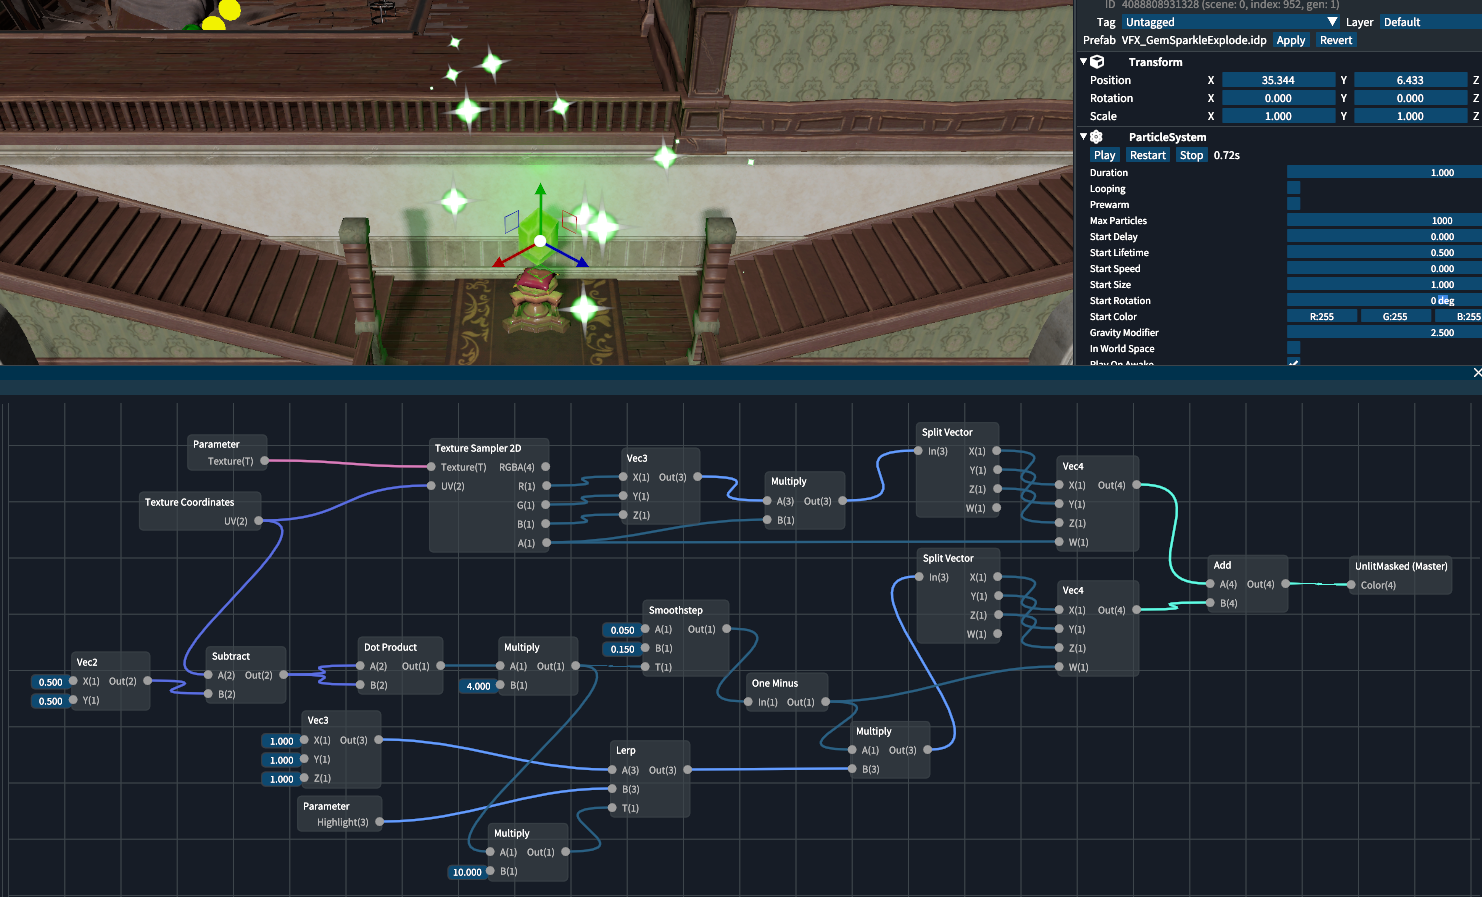 ID 4088808931328 (scene: 0, index: 952, gen: 1)
Tag Untagged Layer Default
Prefab VFX_GemSparkleExplode.idp Apply Revert
Transform
Position X 35.344 Y 6.433 Z
Rotation X 0.000 Y 0.000 Z
Scale X 1.000 Y 1.000 Z
ParticleSystem
Play Restart Stop 0.72s
Duration 1.000
Looping
Prewarm
Max Particles 1000
Start Delay 0.000
Start Lifetime 0.500
Start Speed 0.000
Start Size 1.000
Start Rotation 0 deg
Start Color R:255 G:255 B:255
Gravity Modifier 2.500
In World Space
Play On Awake
Parameter
Texture(T)
Texture Coordinates
UV(2)
Texture Sampler 2D
Texture(T) RGBA(4)
UV(2) R(1)
G(1)
B(1)
A(1)
Vec3
X(1) Out(3)
Y(1)
Z(1)
Multiply
A(3) Out(3)
B(1)
Split Vector
In(3) X(1)
Y(1)
Z(1)
W(1)
Vec4
X(1) Out(4)
Y(1)
Z(1)
W(1)
Split Vector
In(3) X(1)
Y(1)
Z(1)
W(1)
Vec4
X(1) Out(4)
Y(1)
Z(1)
W(1)
Add
A(4) Out(4)
B(4)
UnlitMasked (Master)
Color(4)
Vec2
0.500 X(1) Out(2)
0.500 Y(1)
Subtract
A(2) Out(2)
B(2)
Dot Product
A(2) Out(1)
B(2)
Multiply
A(1) Out(1)
4.000 B(1)
Smoothstep
0.050 A(1) Out(1)
0.150 B(1)
T(1)
One Minus
In(1) Out(1)
Multiply
A(1) Out(3)
B(3)
Vec3
1.000 X(1) Out(3)
1.000 Y(1)
1.000 Z(1)
Parameter
Highlight(3)
Lerp
A(3) Out(3)
B(3)
T(1)
Multiply
A(1) Out(1)
10.000 B(1)